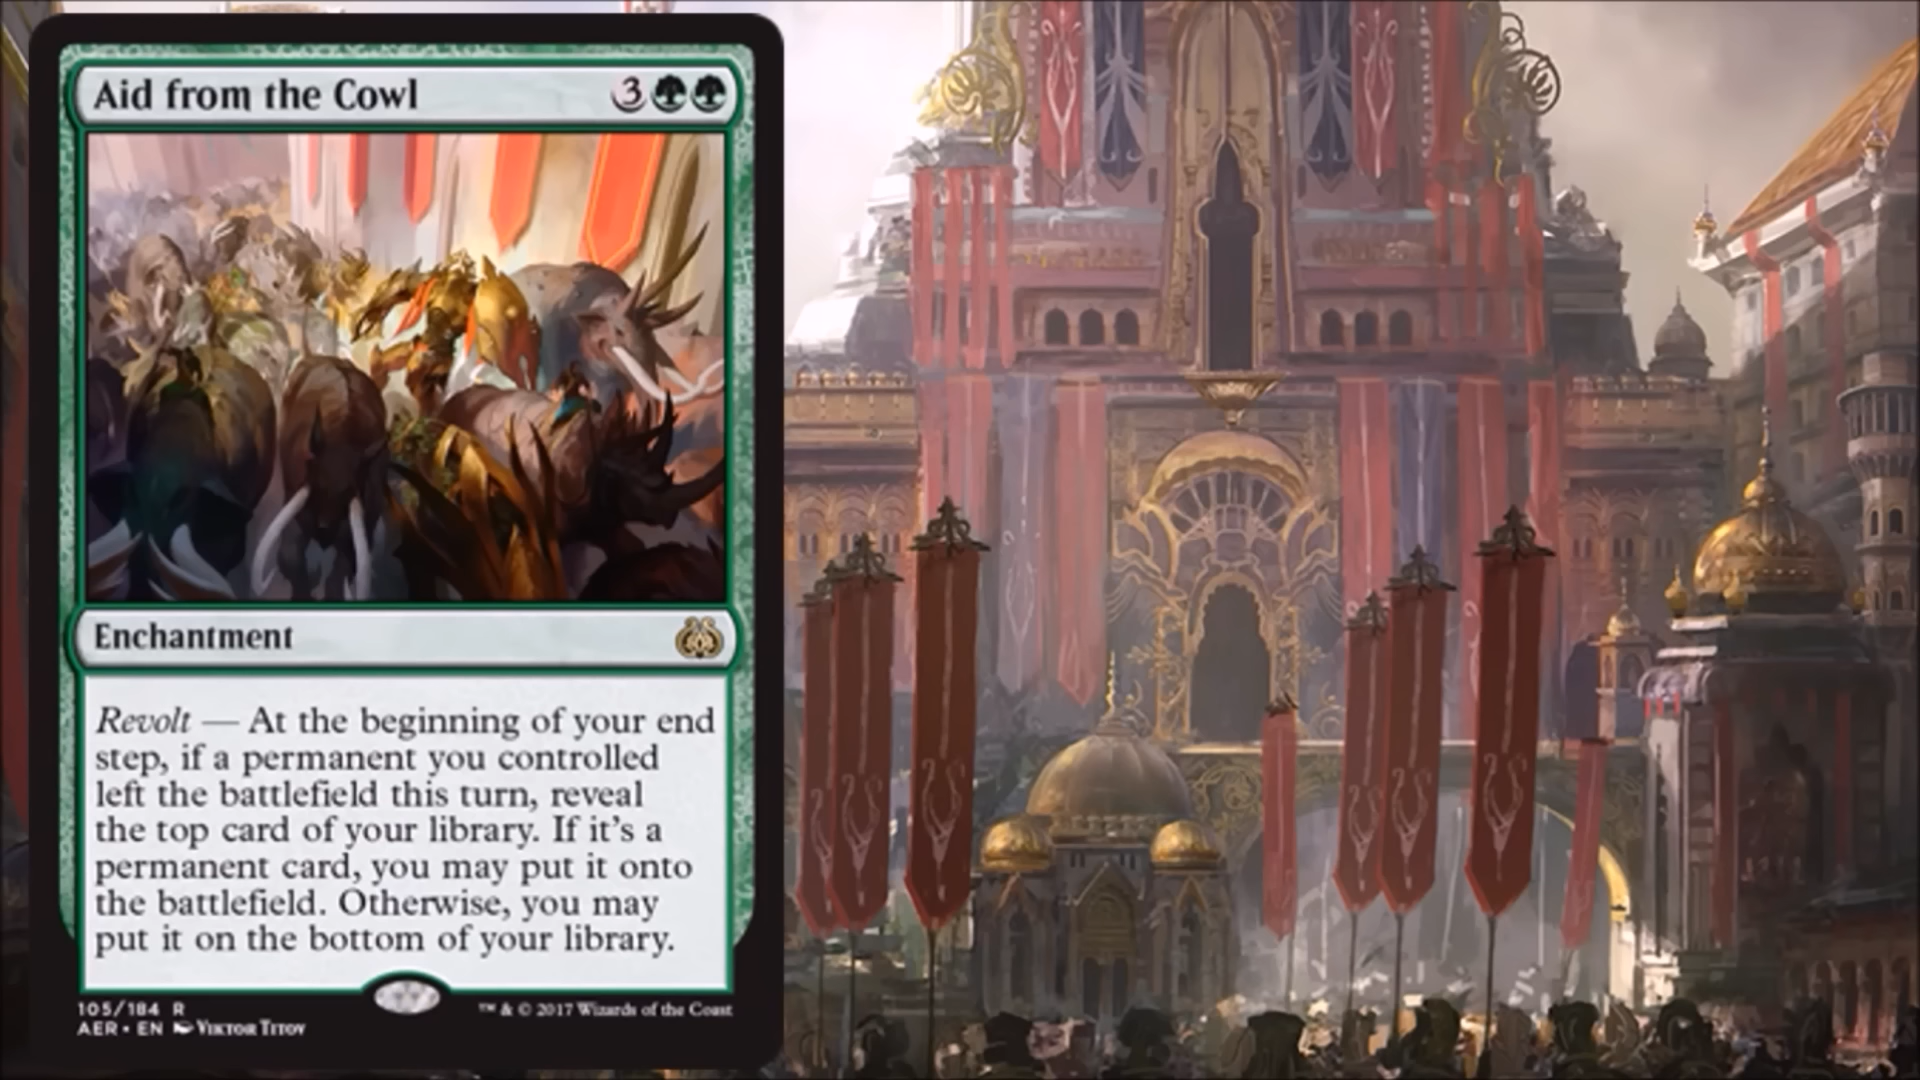 Aid from the Cowl
3
Enchantment
Revolt — At the beginning of your end
step, if a permanent you controlled
left the battlefield this turn, reveal
the top card of your library. If it's a
permanent card, you may put it onto
the battlefield. Otherwise, you may
put it on the bottom of your library.
105/184 R
™ & © 2017 Wizards of the Coast
AER • EN Viktor Titov